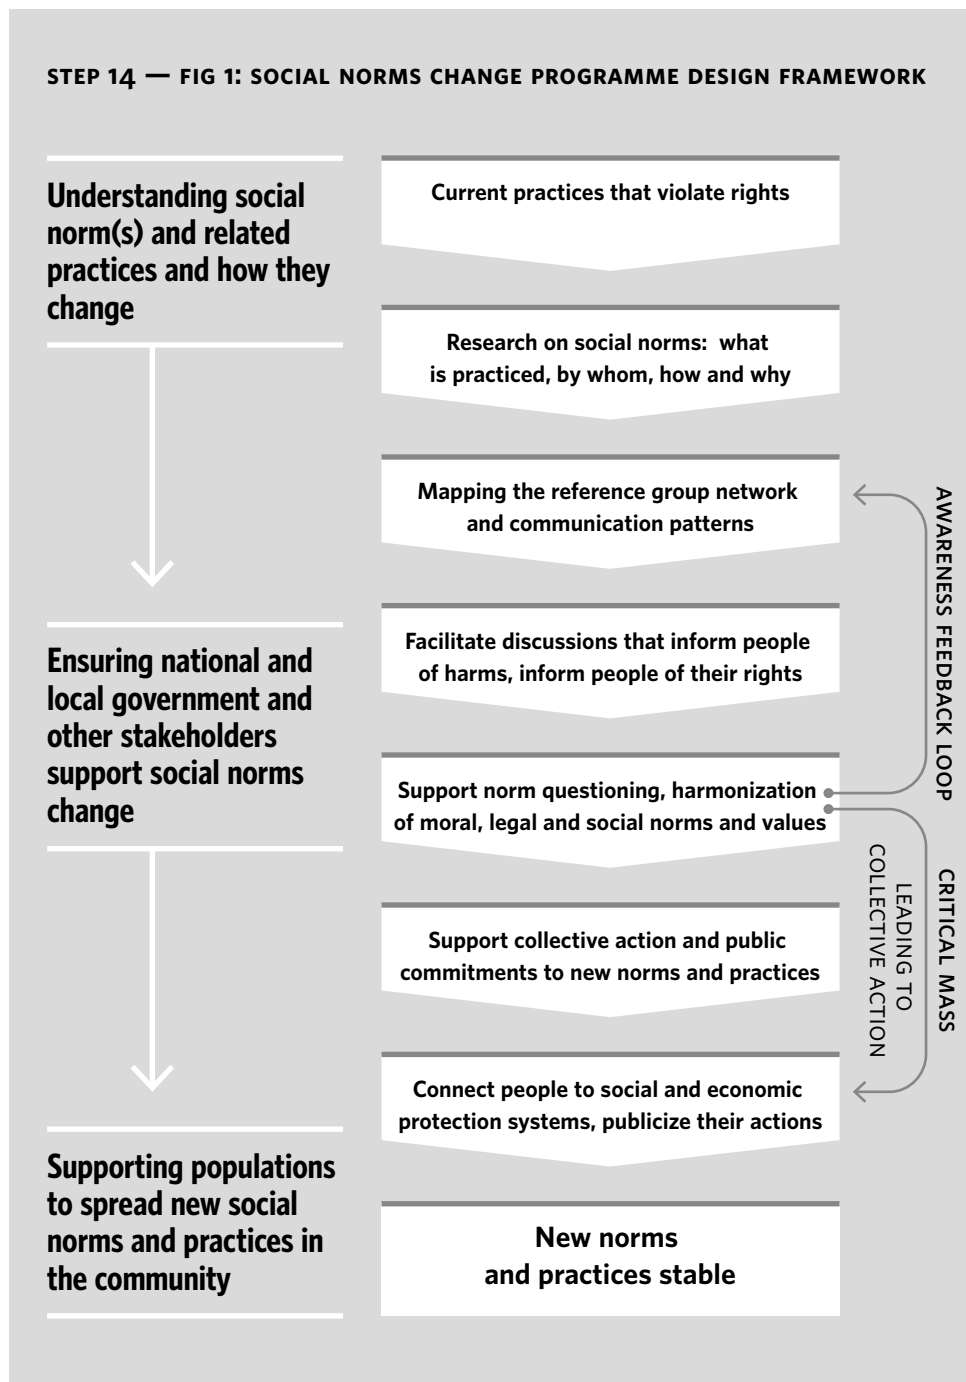 STEP 14 — FIG 1: SOCIAL NORMS CHANGE PROGRAMME DESIGN FRAMEWORK
Understanding social
norm(s) and related
practices and how they
change
Ensuring national and
local government and
other stakeholders
support social norms
change
Supporting populations
to spread new social
norms and practices in
the community
Current practices that violate rights
Research on social norms: what
is practiced, by whom, how and why
Mapping the reference group network
and communication patterns
Facilitate discussions that inform people
of harms, inform people of their rights
Support norm questioning, harmonization
of moral, legal and social norms and values
Support collective action and public
commitments to new norms and practices
Connect people to social and economic
protection systems, publicize their actions
New norms
and practices stable
AWARENESS FEEDBACK LOOP
CRITICAL MASS
LEADING TO
COLLECTIVE ACTION